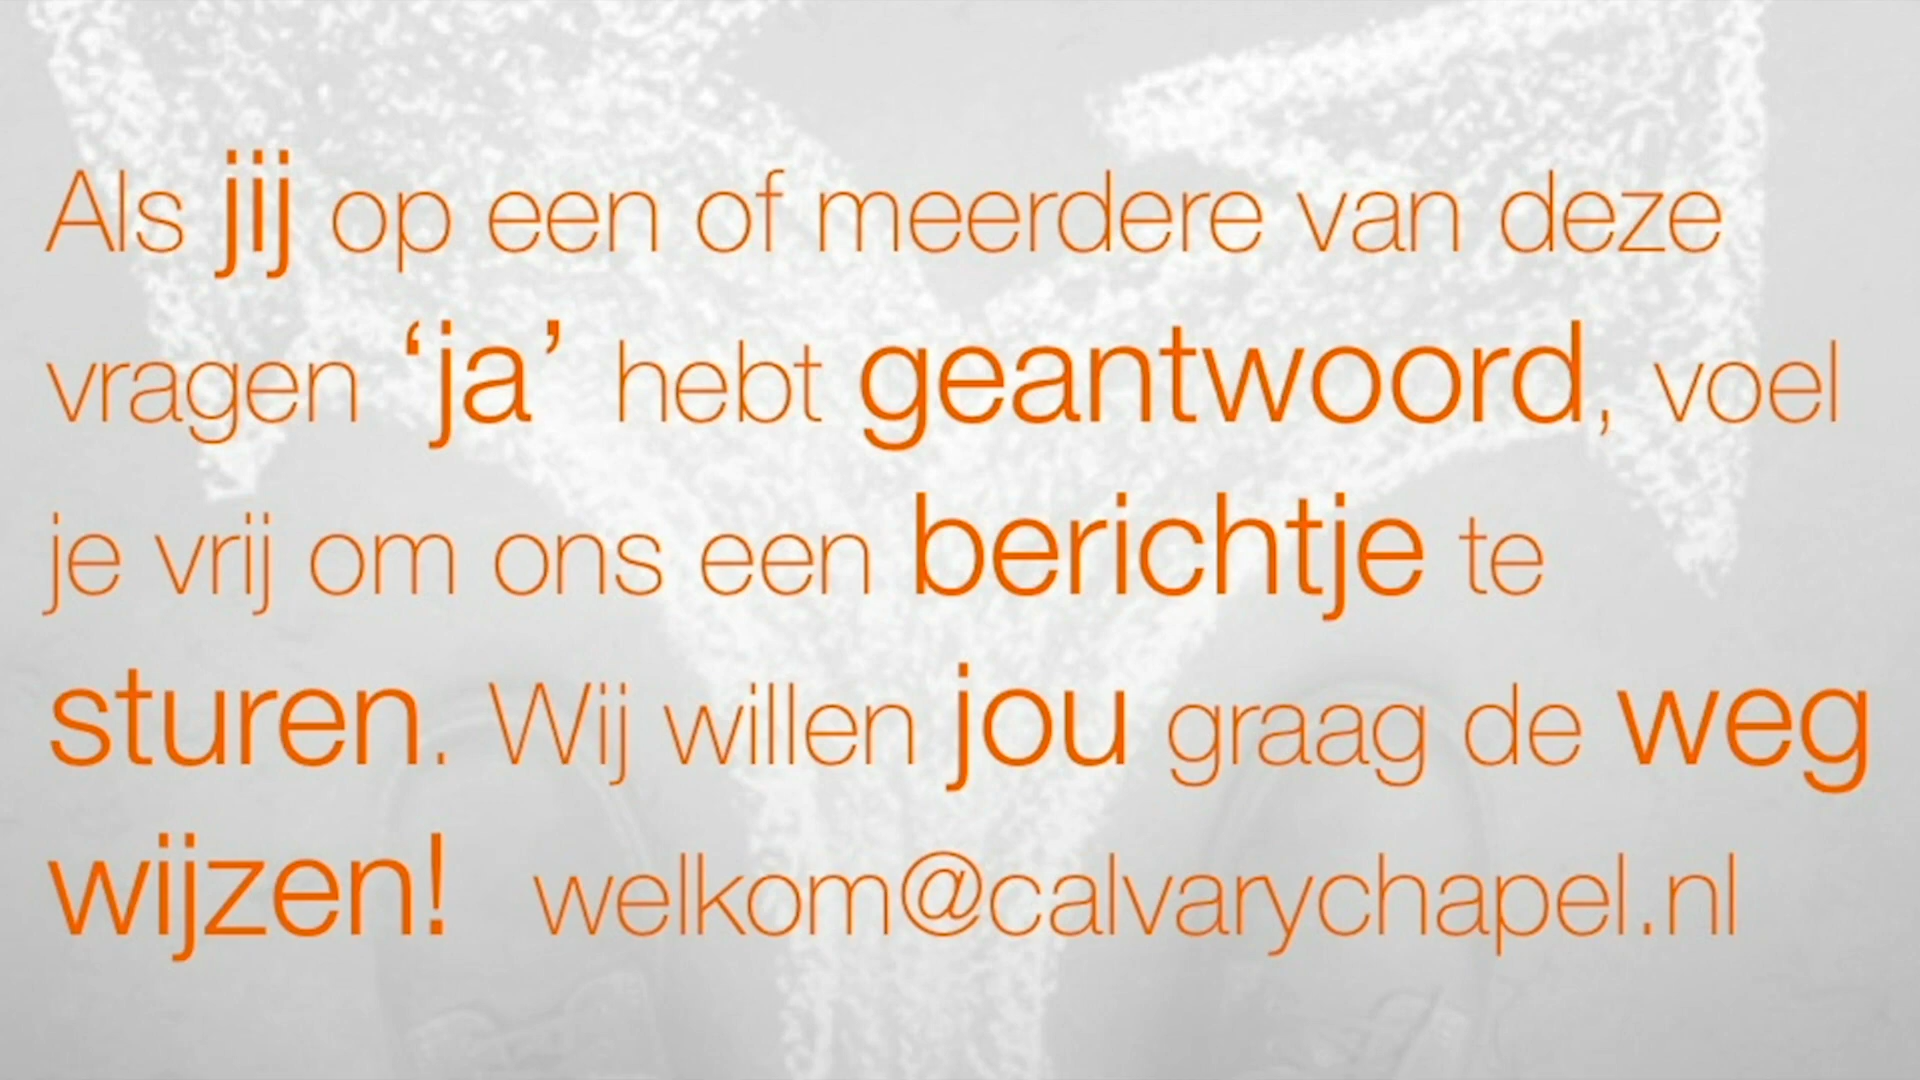 Als jij op een of meerdere van deze
vragen ‘ja’ hebt geantwoord, voel
je vrij om ons een berichtje te
sturen. Wij willen jou graag de weg
wijzen! welkom@calvarychapel.nl